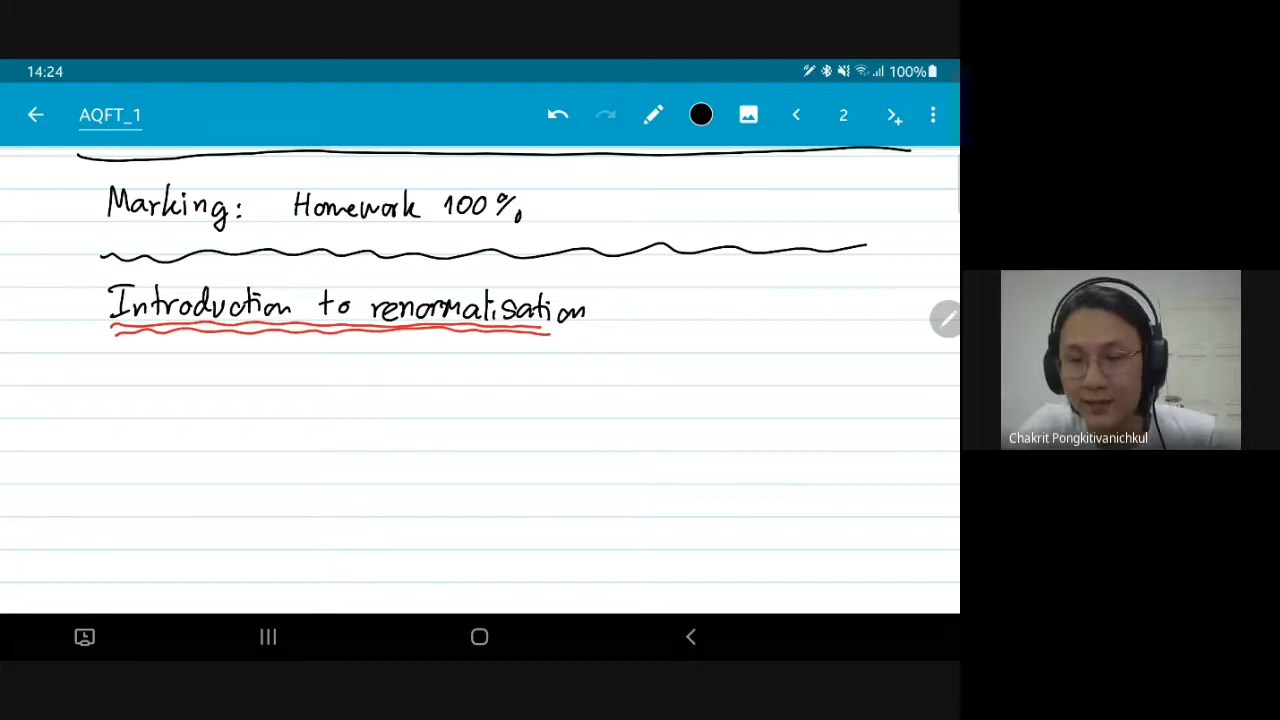 14:24 100%
AQFT_1 2
Marking: Homework 100%
Introduction to renormalisation
Chakrit Pongkitivanichkul